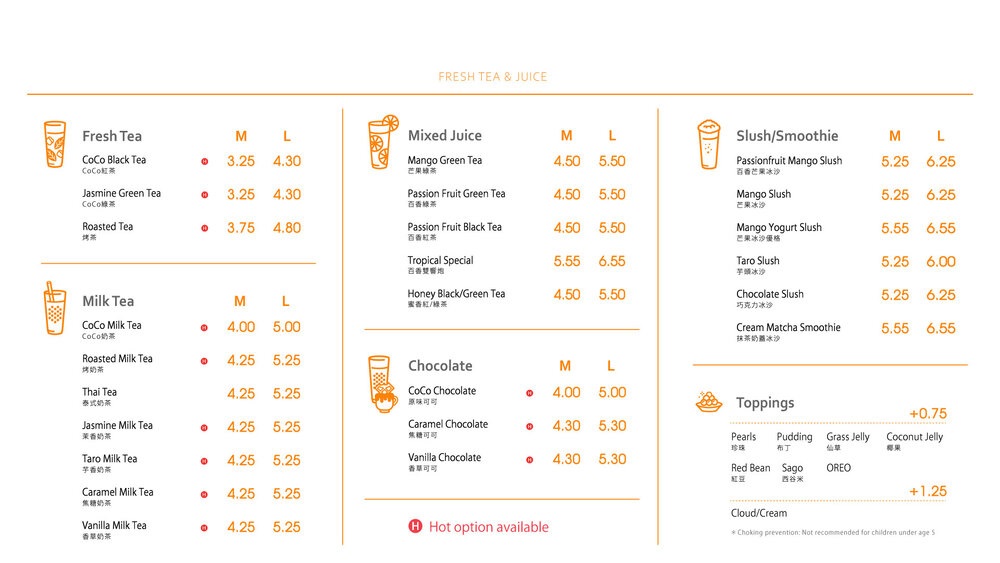 FRESH TEA & JUICE
Fresh Tea M L
CoCo Black Tea H 3.25 4.30
CoCo紅茶
Jasmine Green Tea H 3.25 4.30
CoCo綠茶
Roasted Tea H 3.75 4.80
烤茶
Milk Tea M L
CoCo Milk Tea H 4.00 5.00
CoCo奶茶
Roasted Milk Tea H 4.25 5.25
烤奶茶
Thai Tea 4.25 5.25
泰式奶茶
Jasmine Milk Tea H 4.25 5.25
茉香奶茶
Taro Milk Tea H 4.25 5.25
芋香奶茶
Caramel Milk Tea H 4.25 5.25
焦糖奶茶
Vanilla Milk Tea H 4.25 5.25
香草奶茶
Mixed Juice M L
Mango Green Tea 4.50 5.50
芒果綠茶
Passion Fruit Green Tea 4.50 5.50
百香綠茶
Passion Fruit Black Tea 4.50 5.50
百香紅茶
Tropical Special 5.55 6.55
百香雙響炮
Honey Black/Green Tea 4.50 5.50
蜜香紅/綠茶
Chocolate M L
CoCo Chocolate H 4.00 5.00
原味可可
Caramel Chocolate H 4.30 5.30
焦糖可可
Vanilla Chocolate H 4.30 5.30
香草可可
H Hot option available
Slush/Smoothie M L
Passionfruit Mango Slush 5.25 6.25
百香芒果冰沙
Mango Slush 5.25 6.25
芒果冰沙
Mango Yogurt Slush 5.55 6.55
芒果冰沙優格
Taro Slush 5.25 6.00
芋頭冰沙
Chocolate Slush 5.25 6.25
巧克力冰沙
Cream Matcha Smoothie 5.55 6.55
抹茶奶蓋冰沙
Toppings
+0.75
Pearls Pudding Grass Jelly Coconut Jelly
珍珠 布丁 仙草 椰果
Red Bean Sago OREO
紅豆 西谷米
+1.25
Cloud/Cream
* Choking prevention: Not recommended for children under age 5